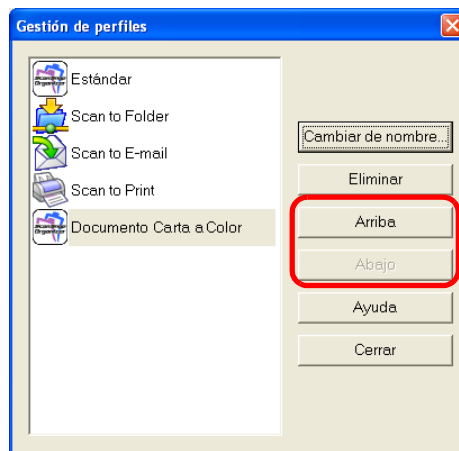 Gestión de perfiles
Estándar
Scan to Folder
Scan to E-mail
Scan to Print
Documento Carta a Color
Cambiar de nombre...
Eliminar
Arriba
Abajo
Ayuda
Cerrar